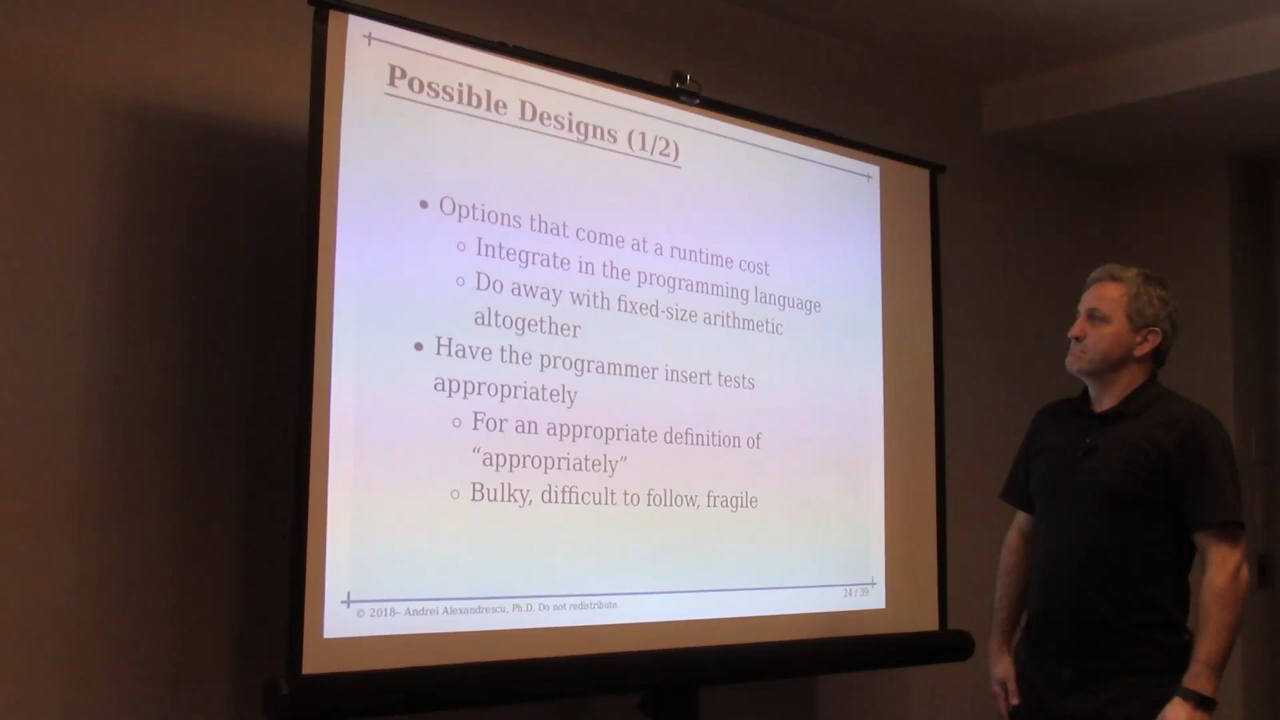 Possible Designs (1/2)
• Options that come at a runtime cost
◦ Integrate in the programming language
◦ Do away with fixed-size arithmetic
altogether
• Have the programmer insert tests
appropriately
◦ For an appropriate definition of
“appropriately”
◦ Bulky, difficult to follow, fragile
© 2018– Andrei Alexandrescu, Ph.D. Do not redistribute.
24 / 39